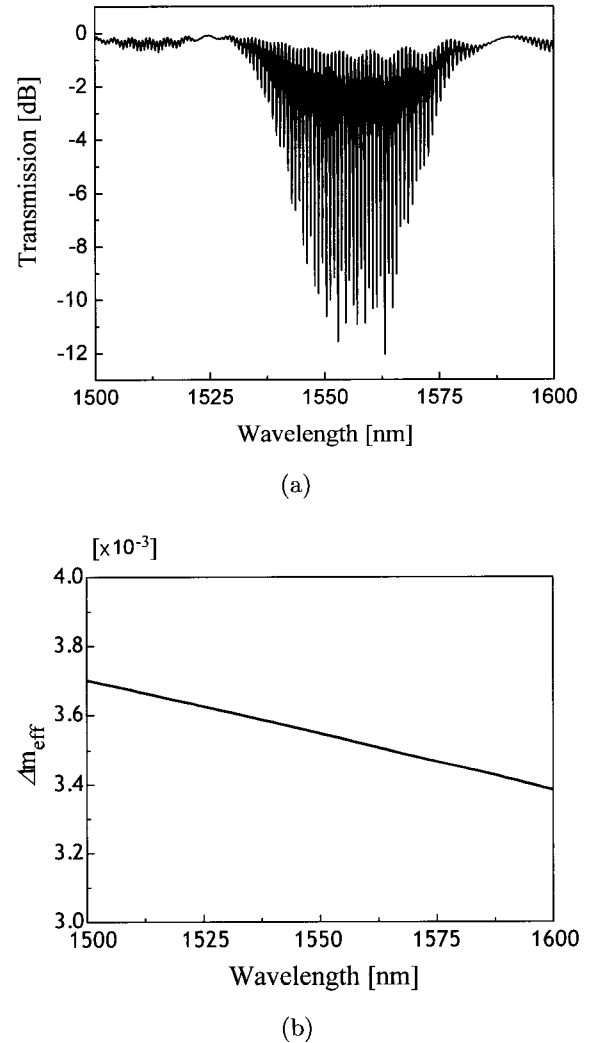 0
-2
-4
-6
-8
-10
-12
Transmission [dB]
1500 1525 1550 1575 1600
Wavelength [nm]
(a)
[x10⁻³]
4.0
3.8
3.6
3.4
3.2
3.0
Δm_eff
1500 1525 1550 1575 1600
Wavelength [nm]
(b)